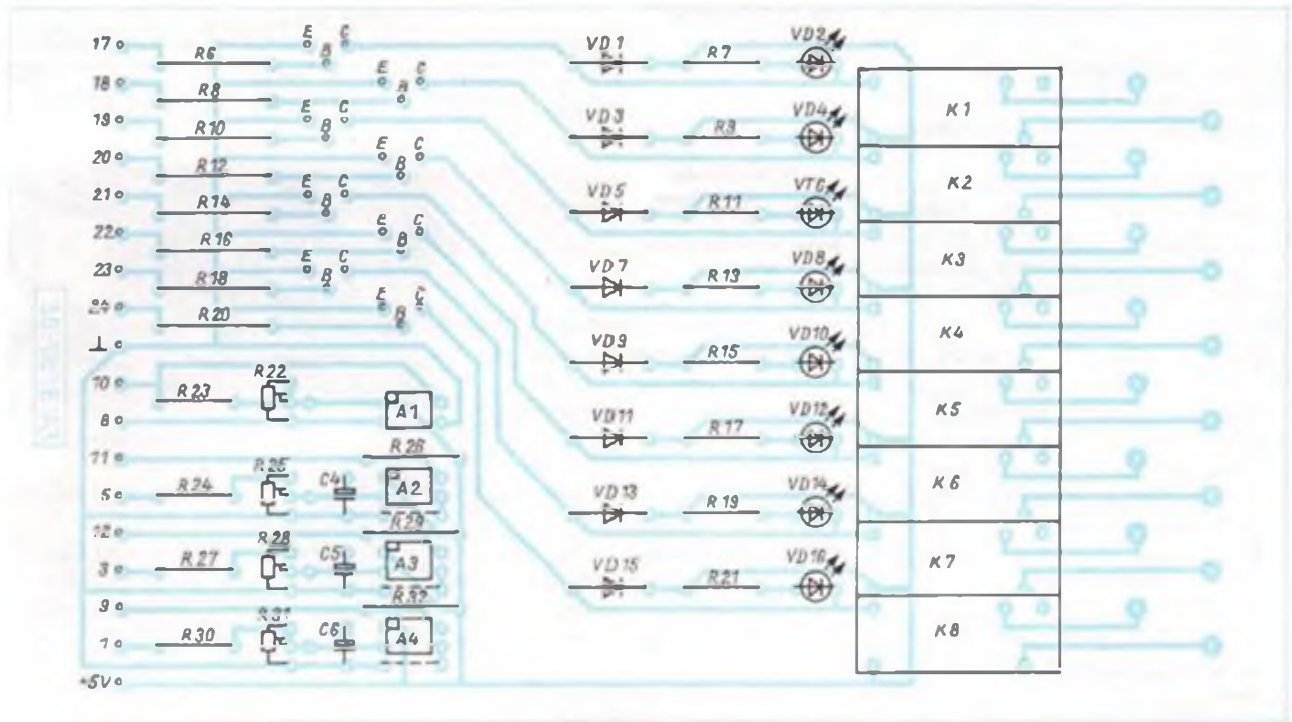 17 R6 E C B VD1 R7 VD2
18 R8 E C B
19 R10 E C B VD3 R9 VD4 K1
20 R12 E C B
21 R14 E C B VD5 R11 VT6 K2
22 R16 E C B
23 R18 E C B VD7 R13 VD8 K3
24 R20 E C B
⊥ VD9 R15 VD10 K4
10 R23 R22
8 A1 VD11 R17 VD12 K5
11 R26
5 R24 R25 C4 A2 VD13 R19 VD14 K6
12 R29
3 R27 R28 C5 A3 VD15 R21 VD16 K7
9 R32
1 R30 R31 C6 A4 K8
+5V